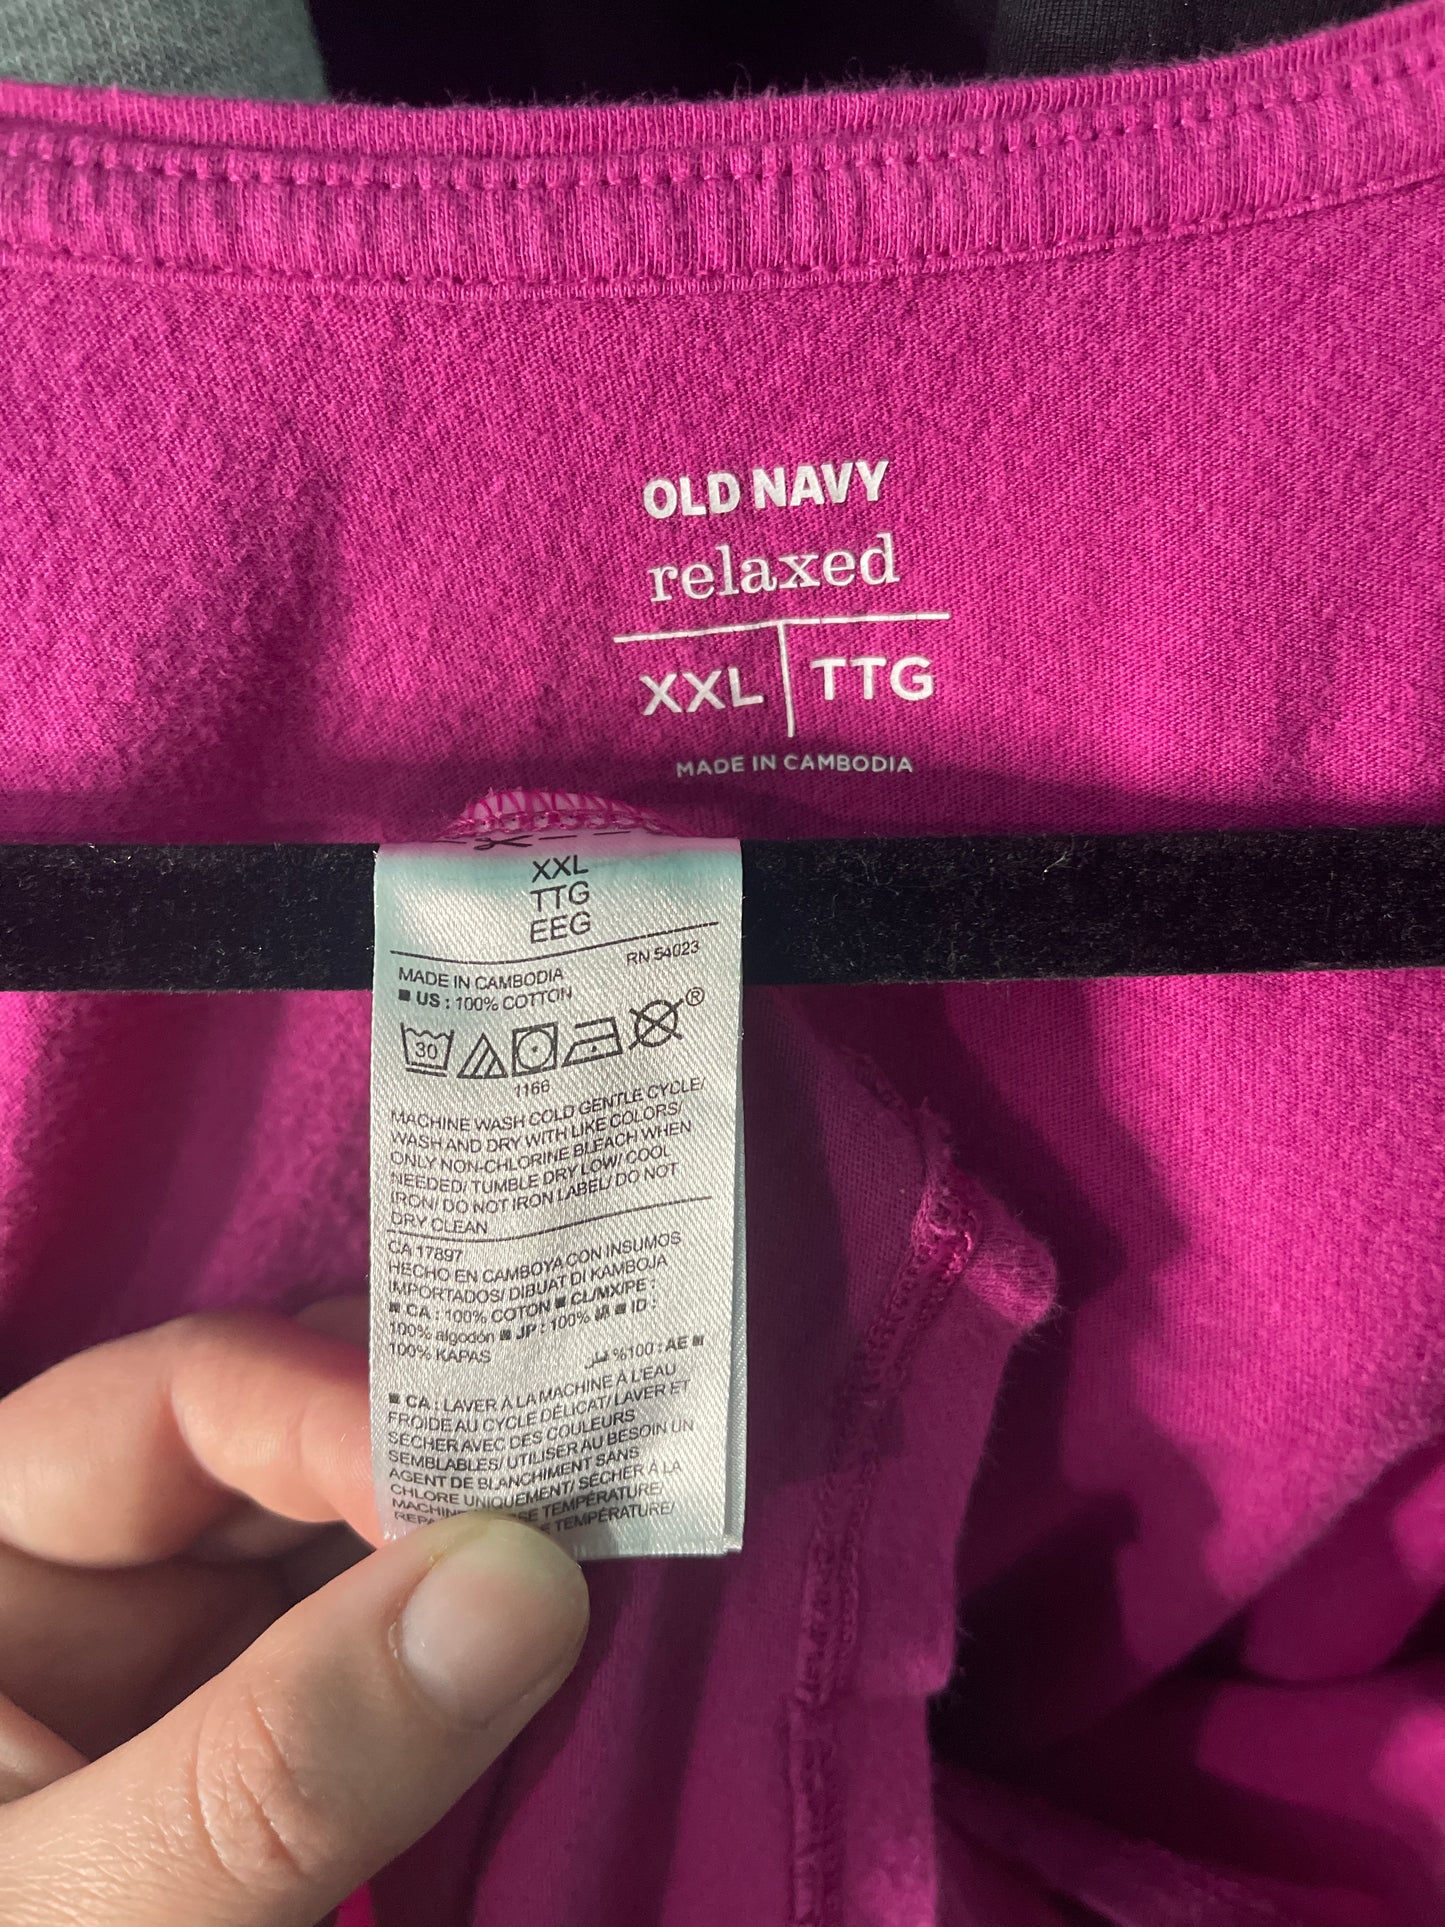 OLD NAVY
relaxed
XXL TTG
MADE IN CAMBODIA
XXL
TTG
EEG
RN 54023
MADE IN CAMBODIA
■ US : 100% COTTON
30
®
1166
MACHINE WASH COLD GENTLE CYCLE/
WASH AND DRY WITH LIKE COLORS/
ONLY NON-CHLORINE BLEACH WHEN
NEEDED/ TUMBLE DRY LOW/ COOL
IRON/ DO NOT IRON LABEL/ DO NOT
DRY CLEAN
CA 17897
HECHO EN CAMBOYA CON INSUMOS
IMPORTADOS/ DIBUAT DI KAMBOJA
■ CA : 100% COTON ■ CL/MX/PE :
100% algodón ■ JP : 100% 綿 ■ ID :
100% KAPAS
■ AE : 100% قطن
■ CA : LAVER À LA MACHINE À L'EAU
FROIDE AU CYCLE DÉLICAT/ LAVER ET
SÉCHER AVEC DES COULEURS
SEMBLABLES/ UTILISER AU BESOIN UN
AGENT DE BLANCHIMENT SANS
CHLORE UNIQUEMENT/ SÉCHER À LA
TEMPÉRATURE/
TEMPÉRATURE/